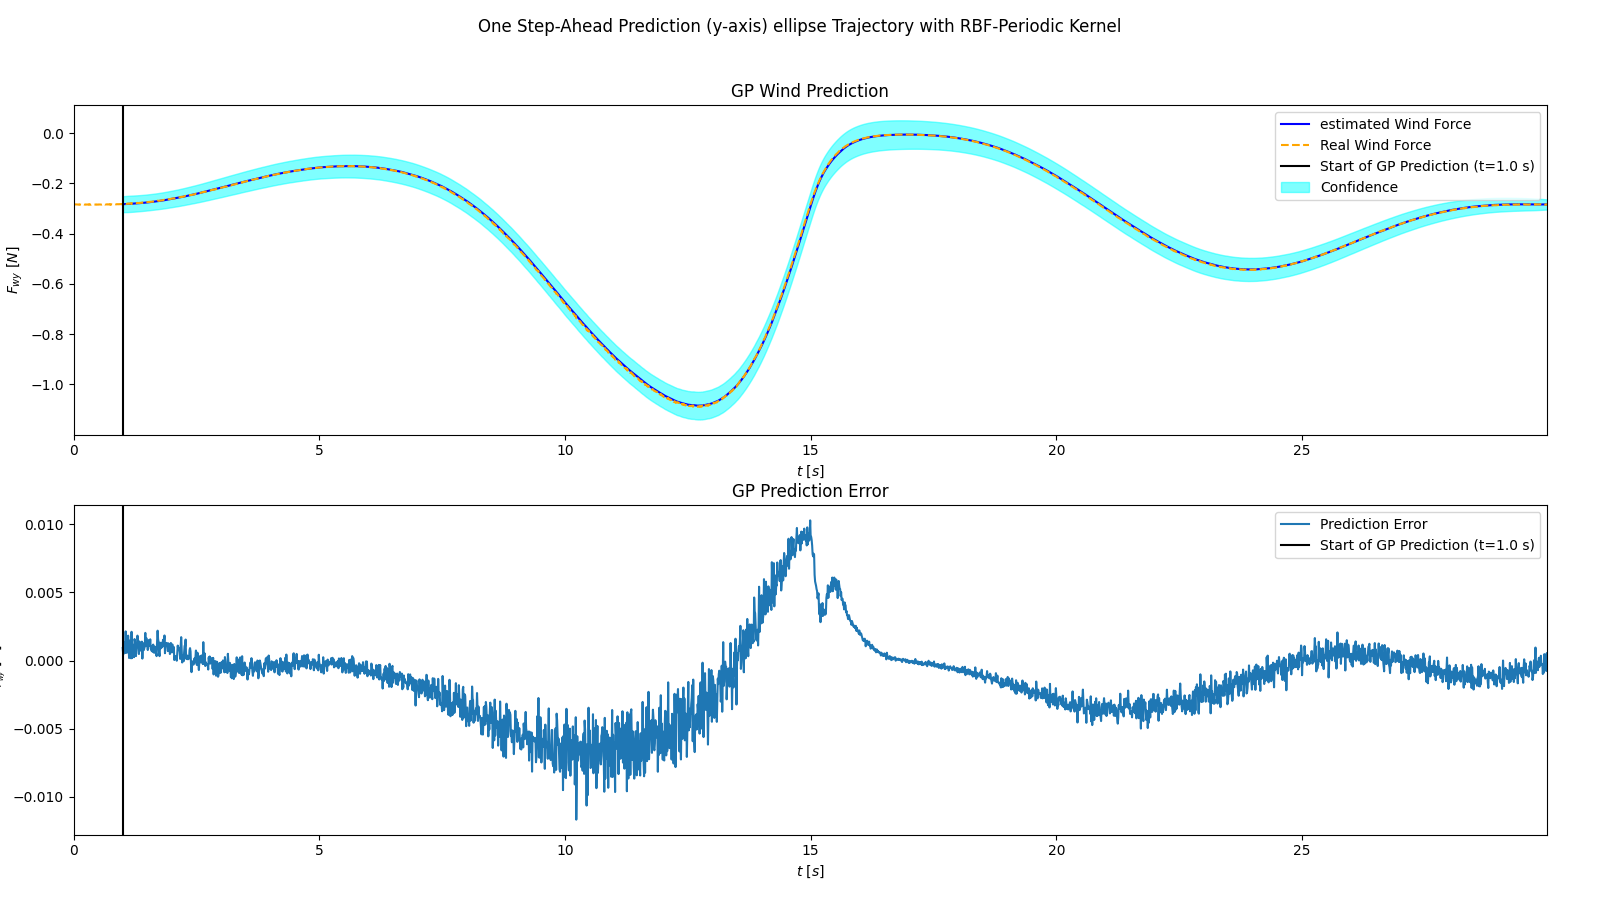 One Step-Ahead Prediction (y-axis) ellipse Trajectory with RBF-Periodic Kernel
GP Wind Prediction
estimated Wind Force
Real Wind Force
Start of GP Prediction (t=1.0 s)
Confidence
0.0
−0.2
−0.4
−0.6
−0.8
−1.0
F_wy [N]
0 5 10 15 20 25
t [s]
GP Prediction Error
Prediction Error
Start of GP Prediction (t=1.0 s)
0.010
0.005
0.000
−0.005
−0.010
0 5 10 15 20 25
t [s]